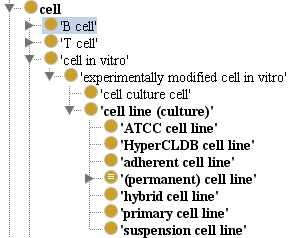 cell
'B cell'
'T cell'
'cell in vitro'
'experimentally modified cell in vitro'
'cell culture cell'
'cell line (culture)'
'ATCC cell line'
'HyperCLDB cell line'
'adherent cell line'
'(permanent) cell line'
'hybrid cell line'
'primary cell line'
'suspension cell line'